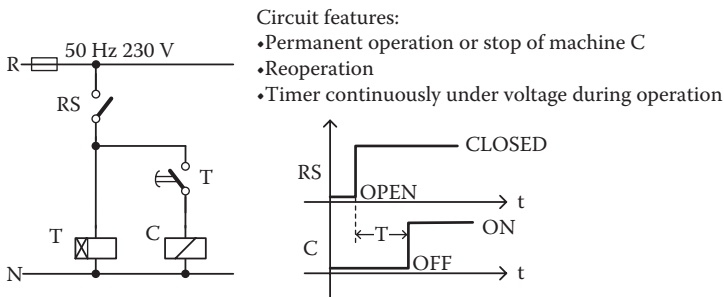 Circuit features:
•Permanent operation or stop of machine C
•Reoperation
•Timer continuously under voltage during operation
R
50 Hz 230 V
RS
T
T
C
N
RS
CLOSED
OPEN
t
T
C
ON
OFF
t